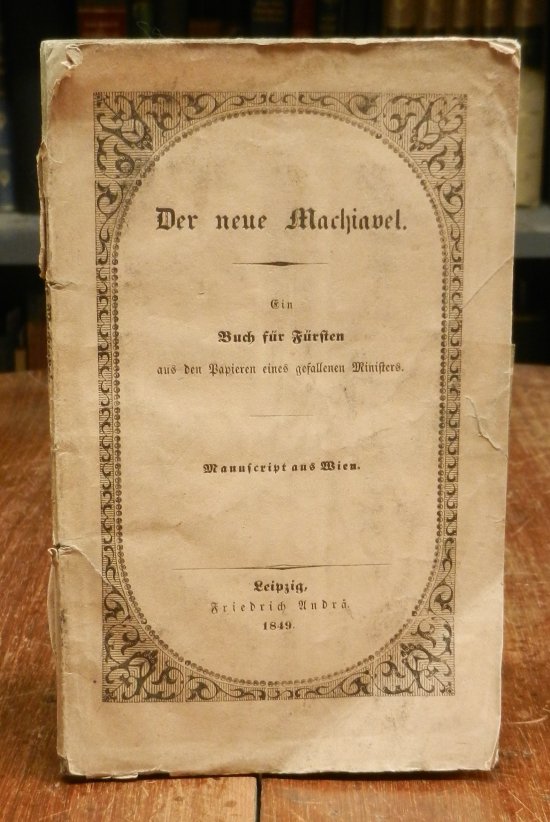 Der neue Machiavel.
Ein
Buch für Fürsten
aus den Papieren eines gefallenen Ministers.
Manuscript aus Wien.
Leipzig,
Friedrich Andrä
1849.